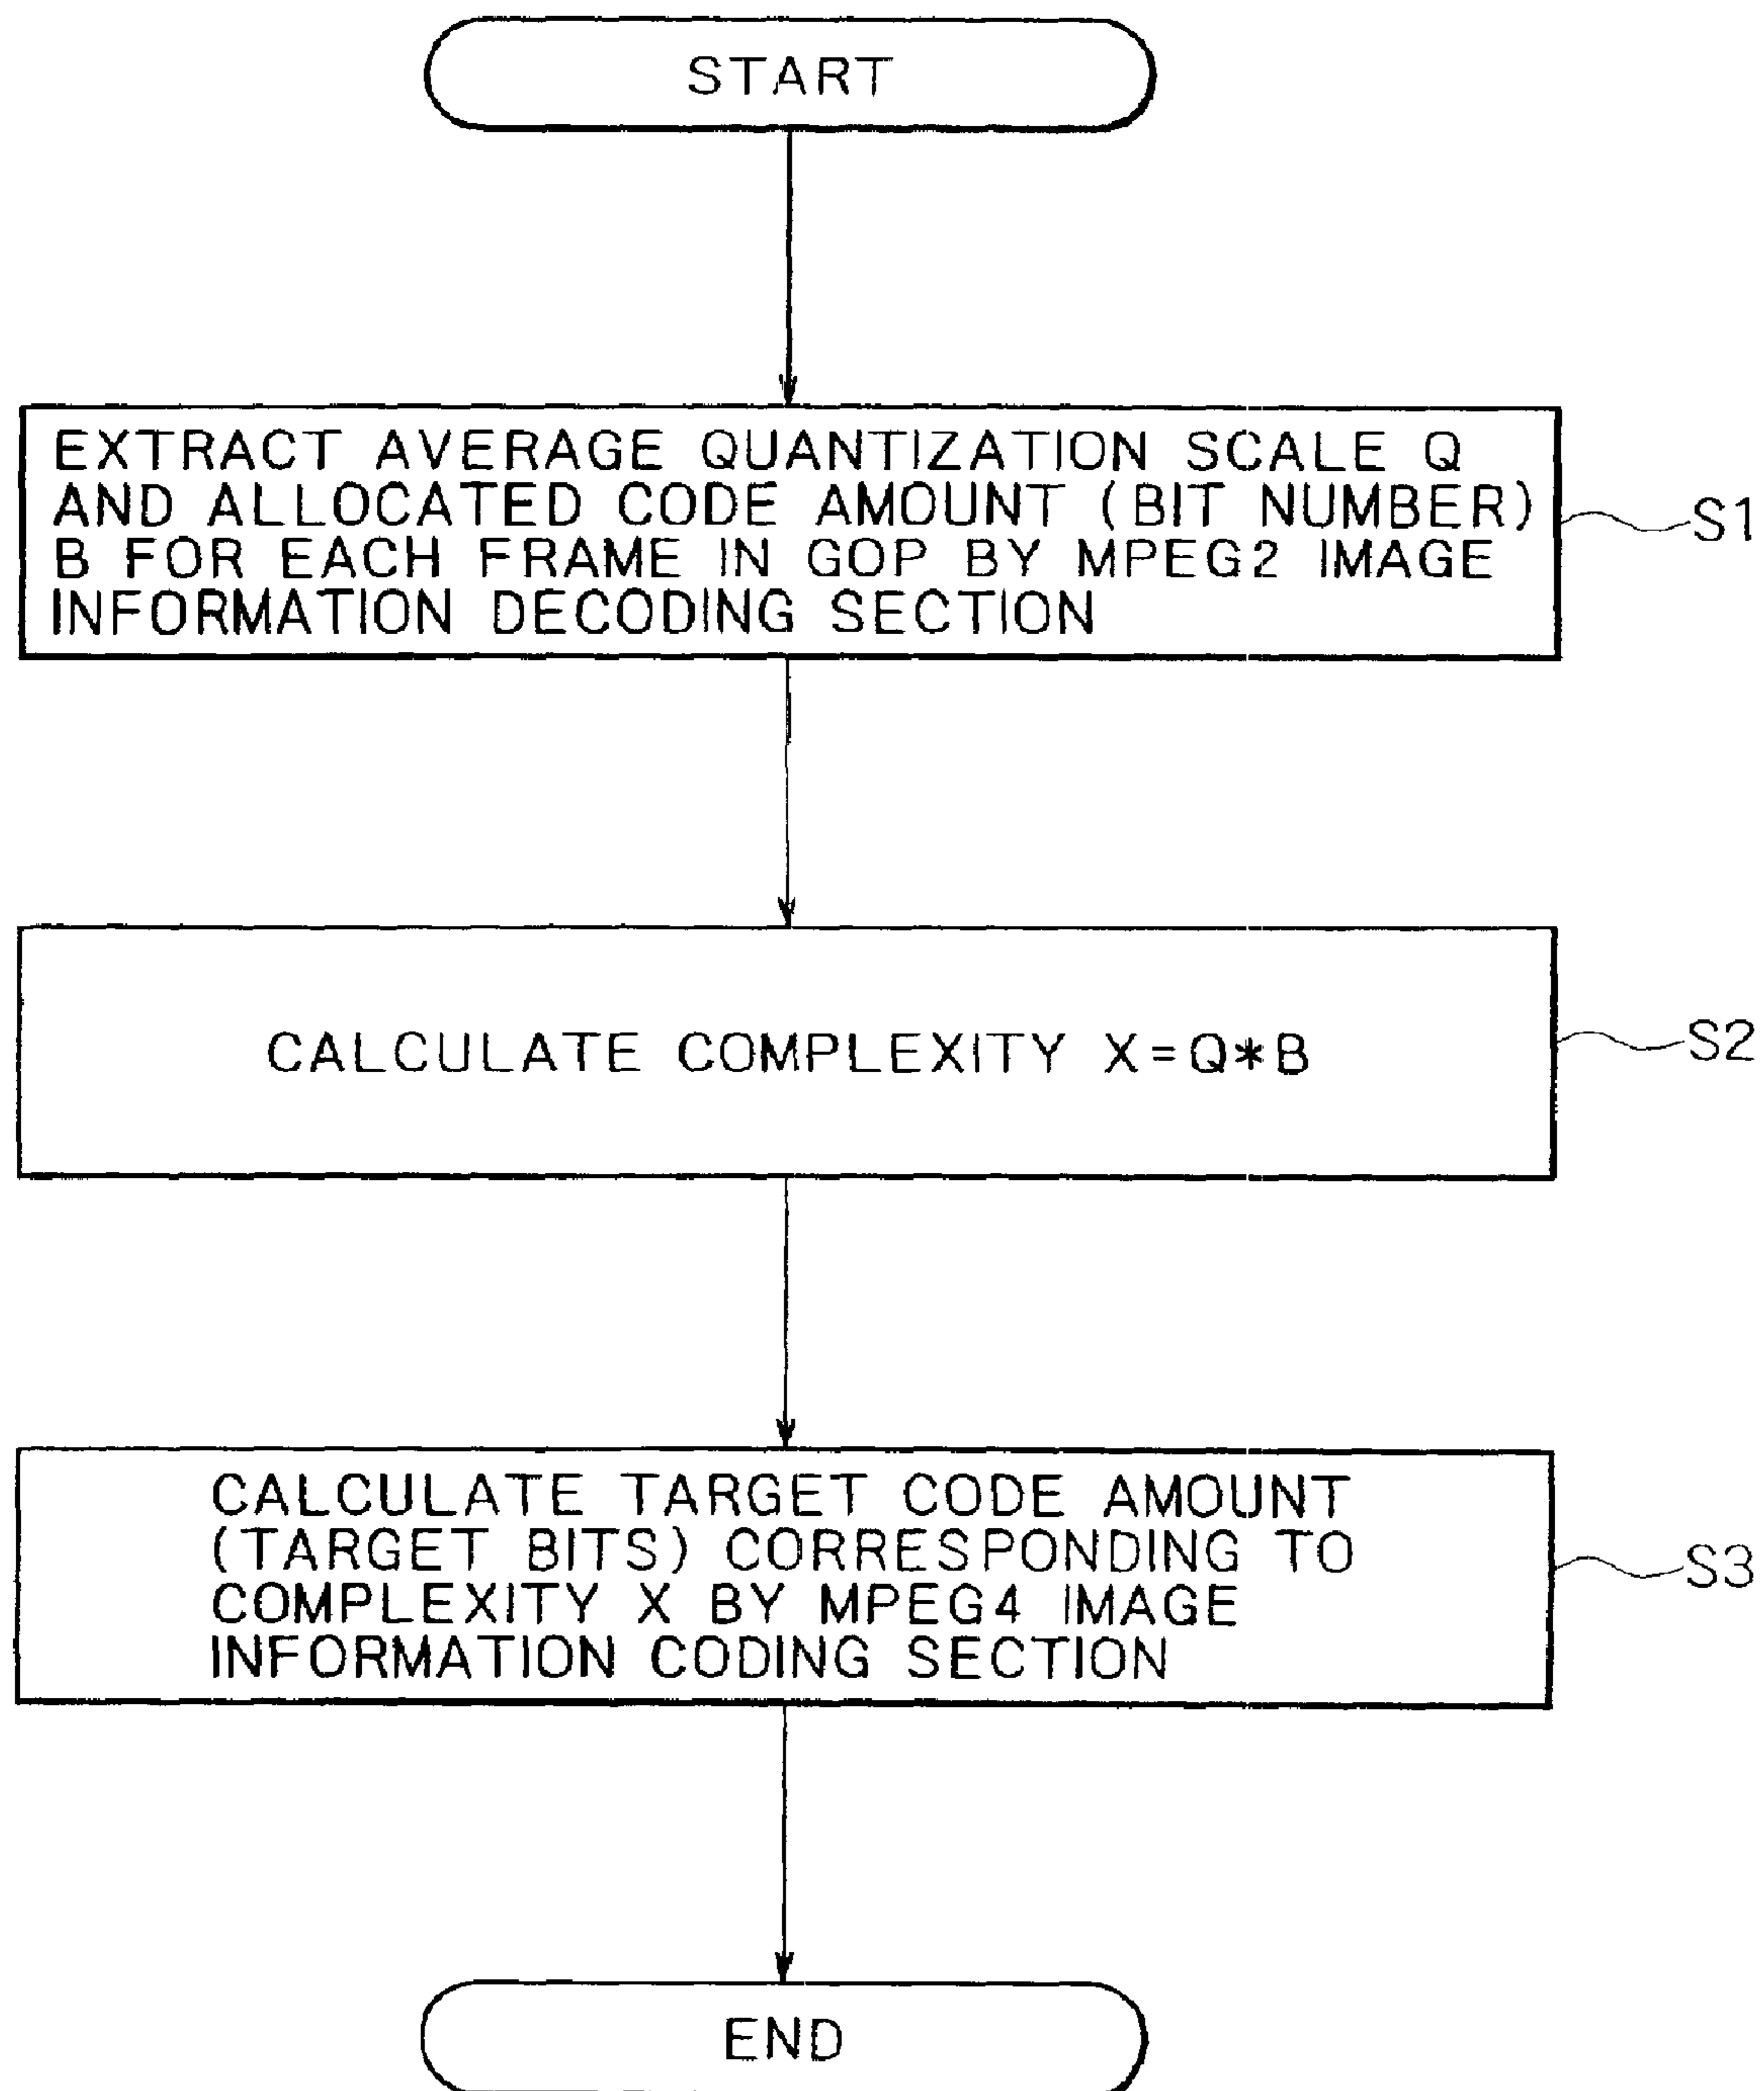 START
EXTRACT AVERAGE QUANTIZATION SCALE Q
AND ALLOCATED CODE AMOUNT (BIT NUMBER)
B FOR EACH FRAME IN GOP BY MPEG2 IMAGE
INFORMATION DECODING SECTION
S1
CALCULATE COMPLEXITY X=Q*B
S2
CALCULATE TARGET CODE AMOUNT
(TARGET BITS) CORRESPONDING TO
COMPLEXITY X BY MPEG4 IMAGE
INFORMATION CODING SECTION
S3
END